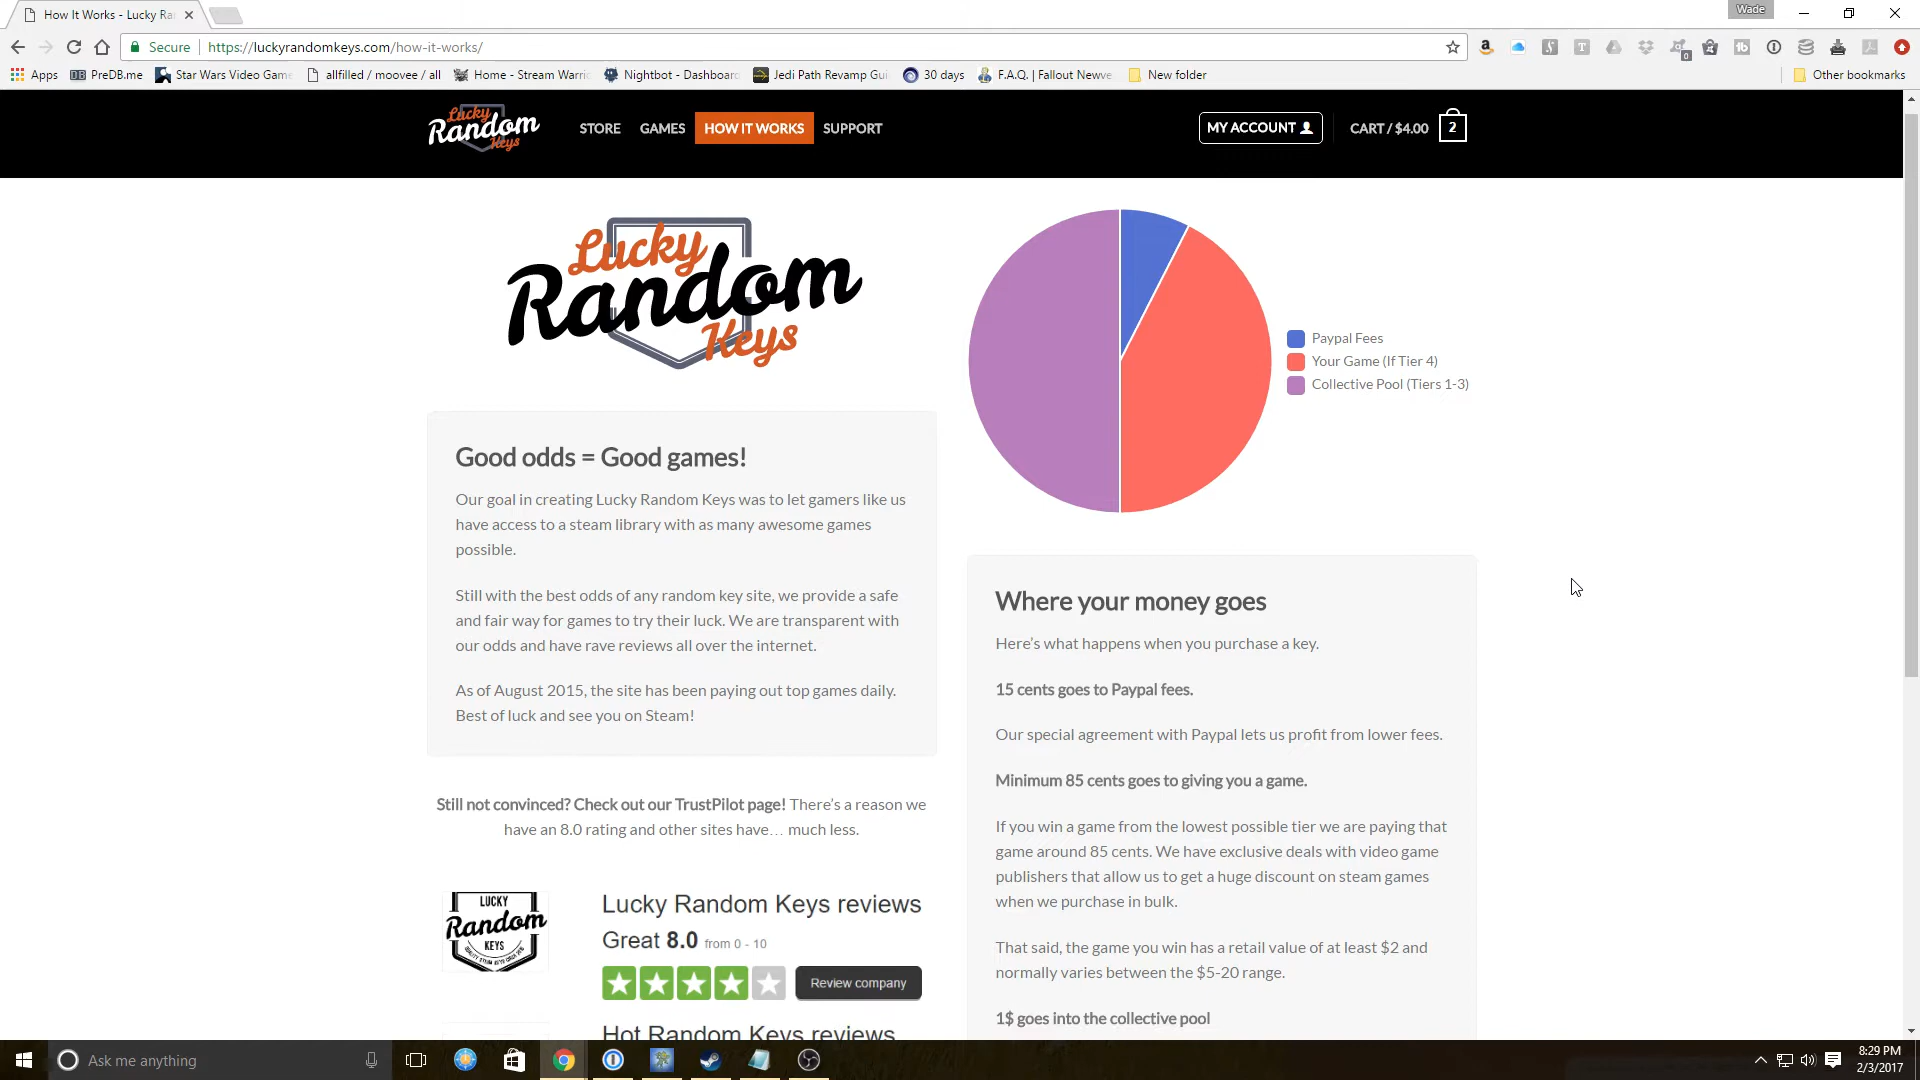 How It Works - Lucky Ra
Wade
Secure
https://luckyrandomkeys.com/how-it-works/
Apps
PreDB.me
Star Wars Video Game
allfilled / moovee / all
Home - Stream Warri
Nightbot - Dashboard
Jedi Path Revamp Gui
30 days
F.A.Q. | Fallout Newve
New folder
Other bookmarks
Lucky
Random
Keys
STORE
GAMES
HOW IT WORKS
SUPPORT
MY ACCOUNT
CART / $4.00
2
Lucky
Random
Keys
Paypal Fees
Your Game (If Tier 4)
Collective Pool (Tiers 1-3)
Good odds = Good games!
Our goal in creating Lucky Random Keys was to let gamers like us
have access to a steam library with as many awesome games
possible.
Still with the best odds of any random key site, we provide a safe
and fair way for games to try their luck. We are transparent with
our odds and have rave reviews all over the internet.
As of August 2015, the site has been paying out top games daily.
Best of luck and see you on Steam!
Still not convinced? Check out our TrustPilot page! There's a reason we
have an 8.0 rating and other sites have… much less.
LUCKY
Random
KEYS
Lucky Random Keys reviews
Great 8.0 from 0 - 10
Review company
Hot Random Keys reviews
Where your money goes
Here's what happens when you purchase a key.
15 cents goes to Paypal fees.
Our special agreement with Paypal lets us profit from lower fees.
Minimum 85 cents goes to giving you a game.
If you win a game from the lowest possible tier we are paying that
game around 85 cents. We have exclusive deals with video game
publishers that allow us to get a huge discount on steam games
when we purchase in bulk.
That said, the game you win has a retail value of at least $2 and
normally varies between the $5-20 range.
1$ goes into the collective pool
Ask me anything
8:29 PM
2/3/2017